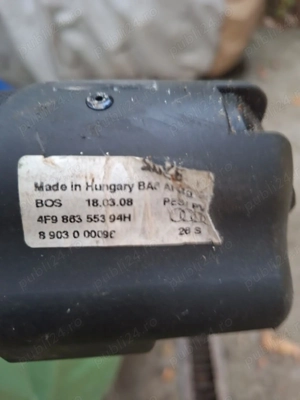 Made in Hungary
BOS 18.03.08
4F9 863 553 94H
8 903 0 0009
26 S